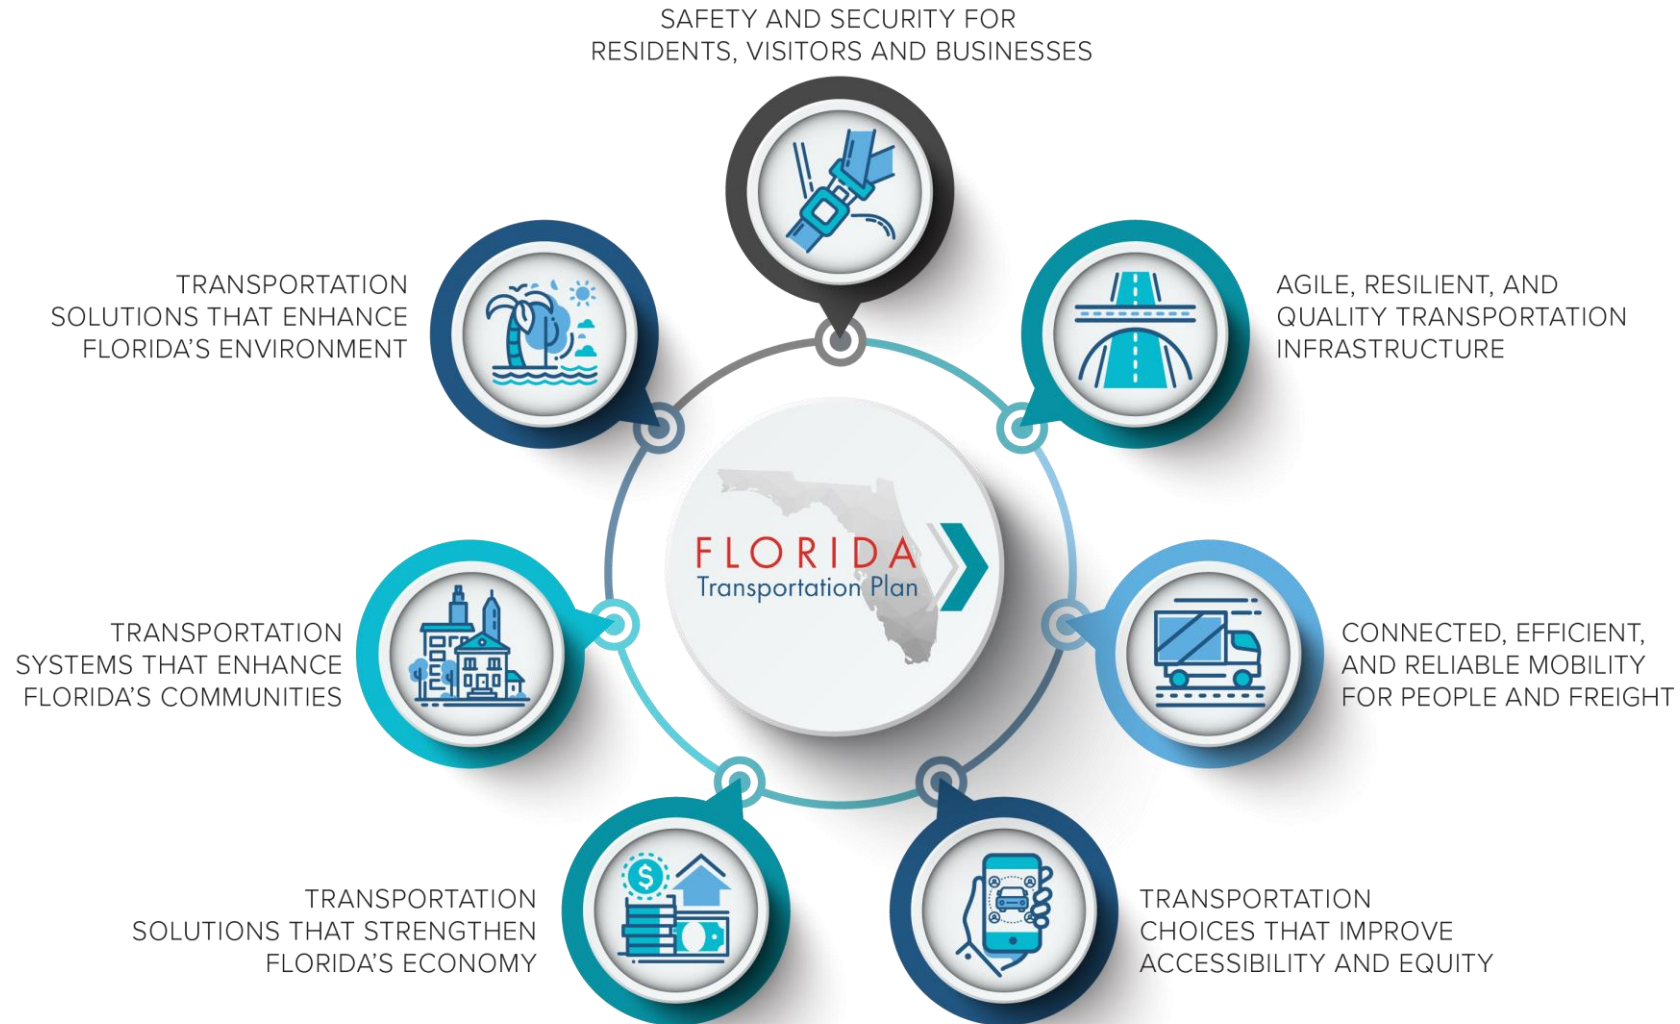 SAFETY AND SECURITY FOR
RESIDENTS, VISITORS AND BUSINESSES
AGILE, RESILIENT, AND
QUALITY TRANSPORTATION
INFRASTRUCTURE
CONNECTED, EFFICIENT,
AND RELIABLE MOBILITY
FOR PEOPLE AND FREIGHT
TRANSPORTATION
CHOICES THAT IMPROVE
ACCESSIBILITY AND EQUITY
TRANSPORTATION
SOLUTIONS THAT STRENGTHEN
FLORIDA'S ECONOMY
$
TRANSPORTATION
SYSTEMS THAT ENHANCE
FLORIDA'S COMMUNITIES
TRANSPORTATION
SOLUTIONS THAT ENHANCE
FLORIDA'S ENVIRONMENT
FLORIDA
Transportation Plan